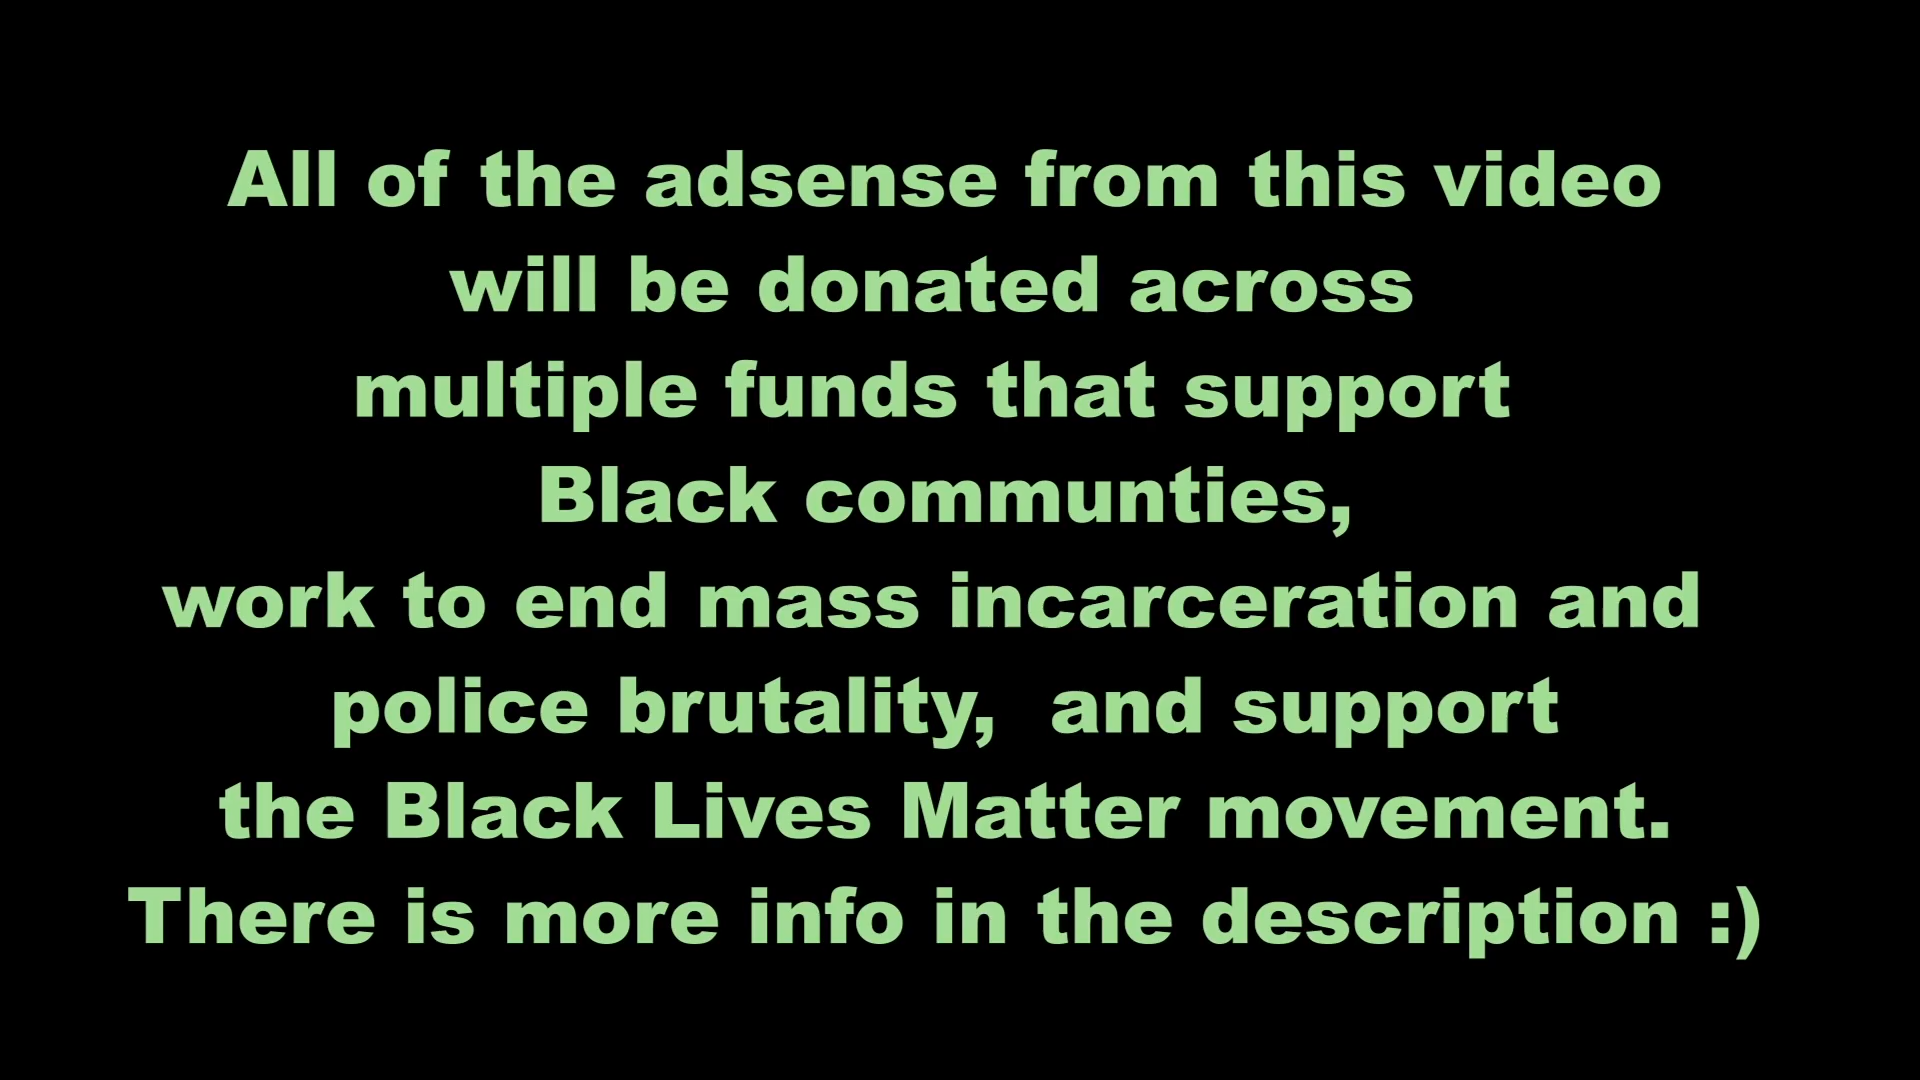 All of the adsense from this video
will be donated across
multiple funds that support
Black communties,
work to end mass incarceration and
police brutality,  and support
the Black Lives Matter movement.
There is more info in the description :)